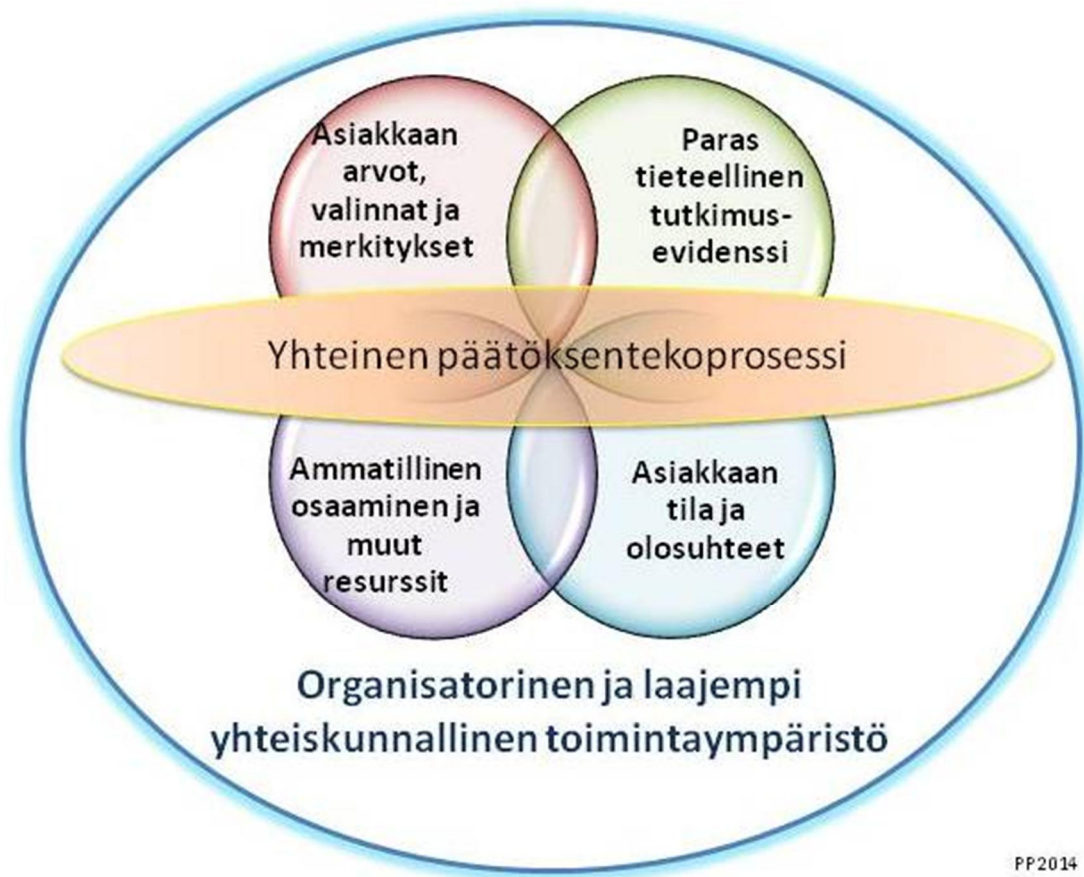 Asiakkaan
arvot,
valinnat ja
merkitykset
Paras
tieteellinen
tutkimus-
evidenssi
Yhteinen päätöksentekoprosessi
Ammatillinen
osaaminen ja
muut
resurssit
Asiakkaan
tila ja
olosuhteet
Organisatorinen ja laajempi
yhteiskunnallinen toimintaympäristö
PP2014